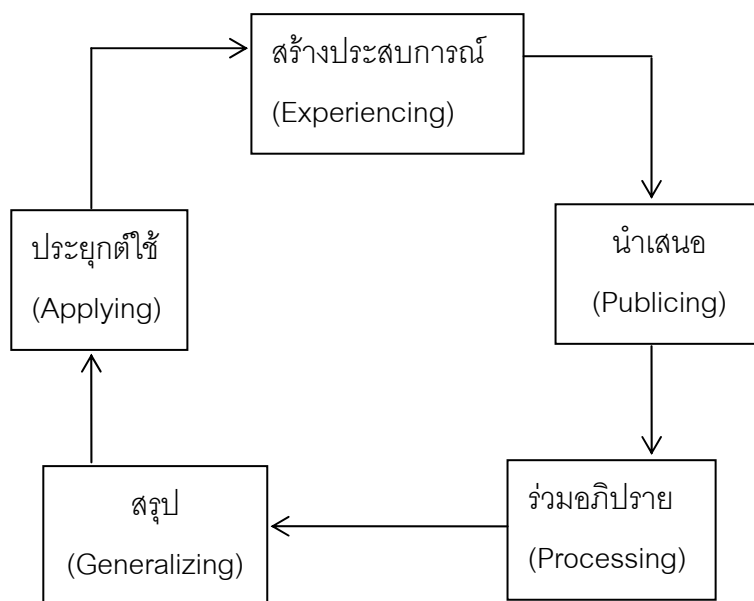 สร้างประสบการณ์
(Experiencing)
นำเสนอ
(Publicing)
ร่วมอภิปราย
(Processing)
สรุป
(Generalizing)
ประยุกต์ใช้
(Applying)